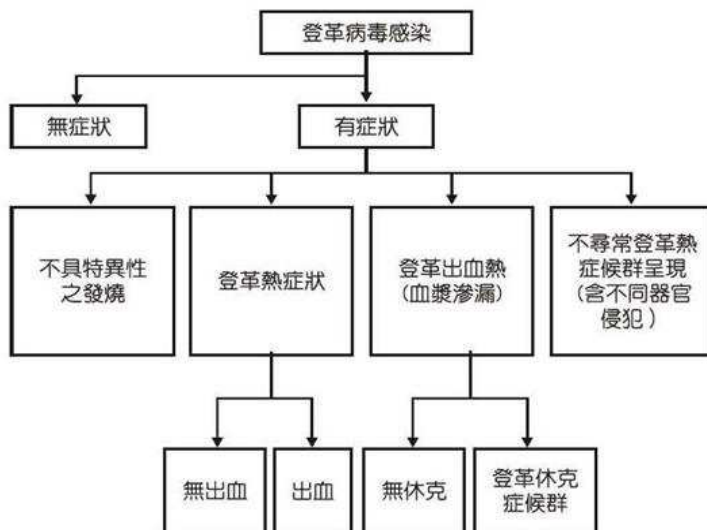 登革病毒感染
無症狀
有症狀
不具特異性
之發燒
登革熱症狀
登革出血熱
(血漿滲漏)
不尋常登革熱
症候群呈現
(含不同器官
侵犯)
無出血
出血
無休克
登革休克
症候群